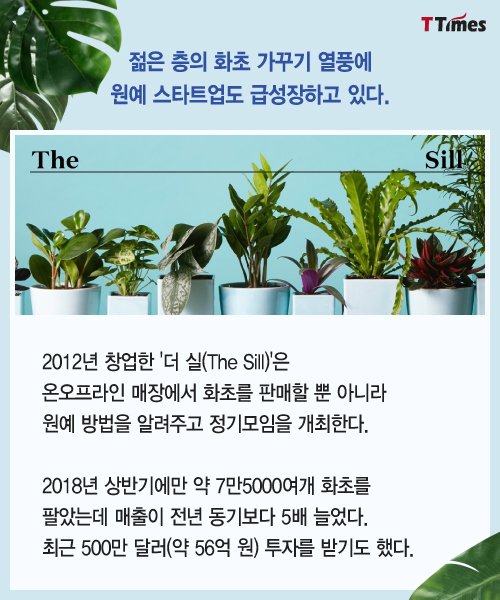 TTimes
젊은 층의 화초 가꾸기 열풍에
원예 스타트업도 급성장하고 있다.
The Sill
2012년 창업한 '더 실(The Sill)'은
온오프라인 매장에서 화초를 판매할 뿐 아니라
원예 방법을 알려주고 정기모임을 개최한다.
2018년 상반기에만 약 7만5000여개 화초를
팔았는데 매출이 전년 동기보다 5배 늘었다.
최근 500만 달러(약 56억 원) 투자를 받기도 했다.